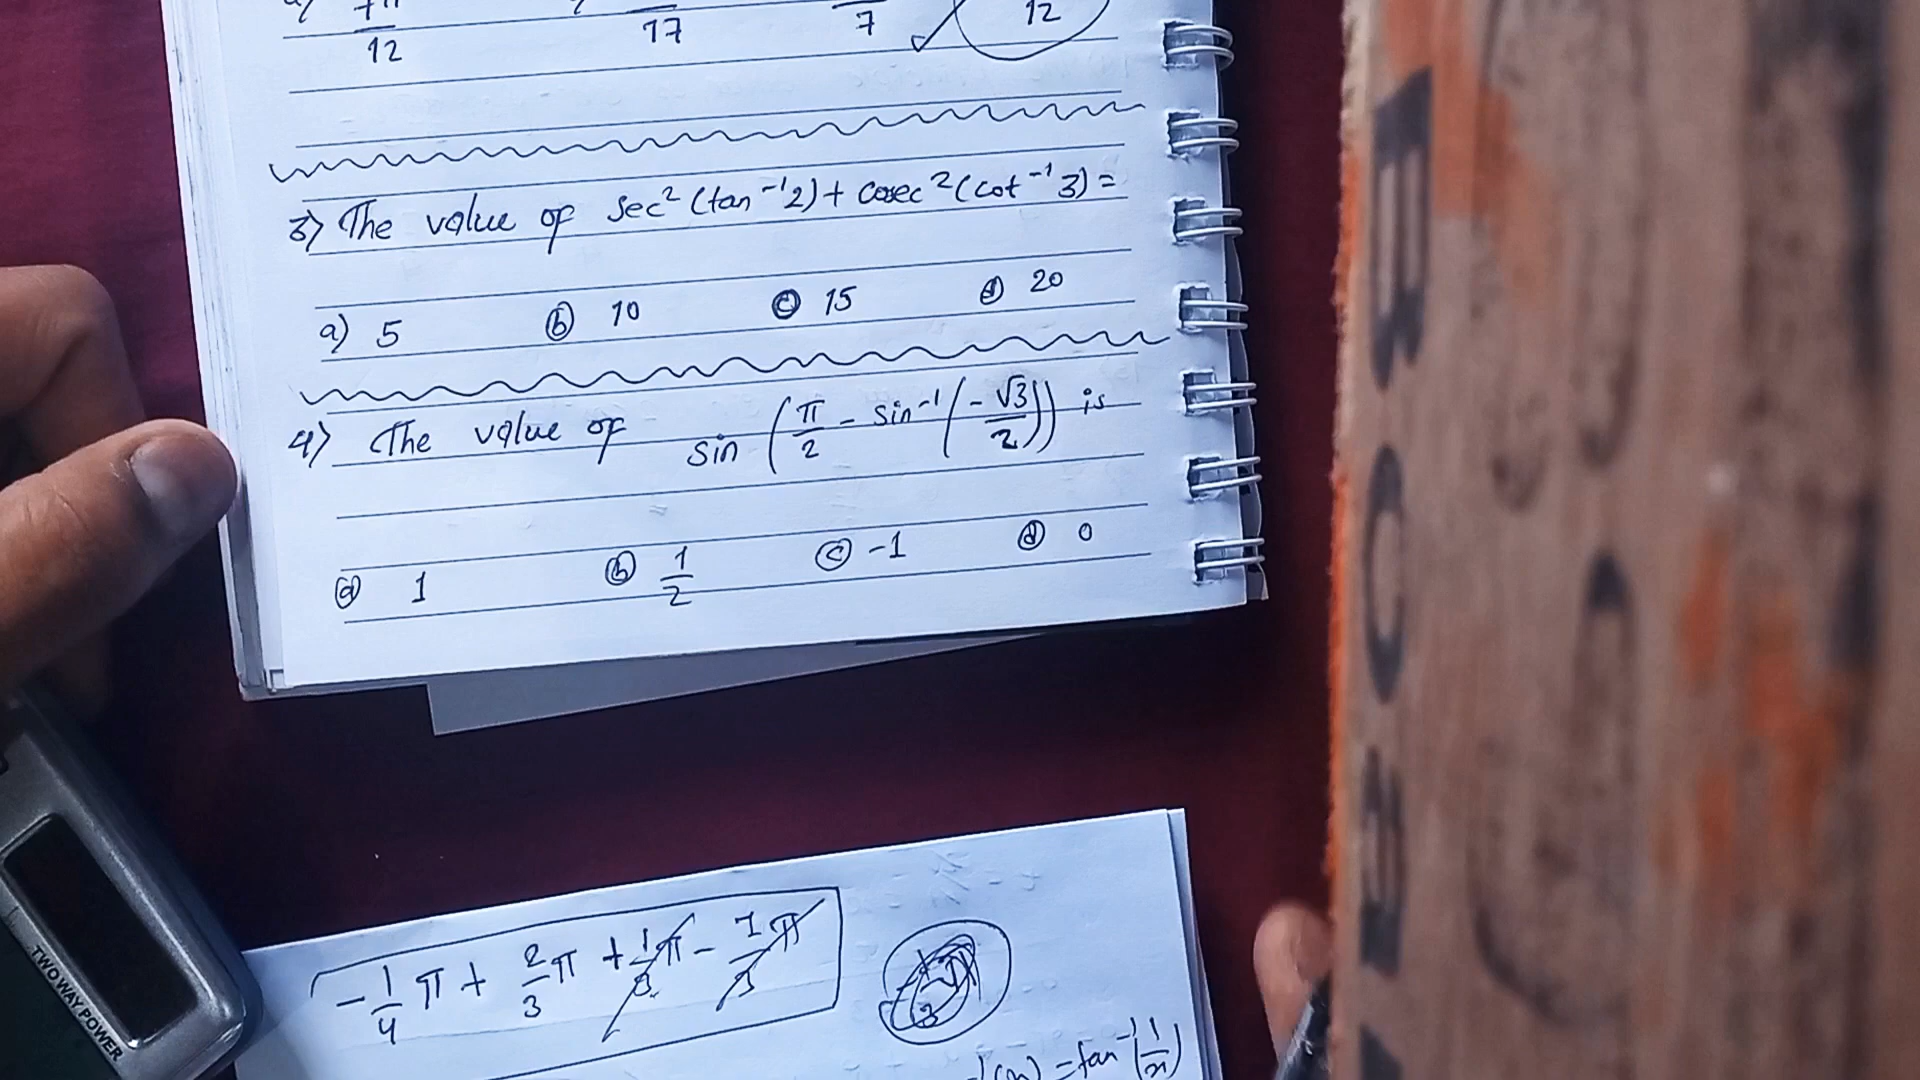 12 17 7 12
3) The value of sec² (tan⁻¹2) + cosec²(cot⁻¹3) =
a) 5 (b) 10 (c) 15 (d) 20
4) The value of sin (π/2 - sin⁻¹(-√3/2)) is
(a) 1 (b) 1/2 (c) -1 (d) 0
-1/4 π + 2/3 π + 1/3 π - 1/3 π
= tan⁻¹(1/x)
TWO WAY POWER